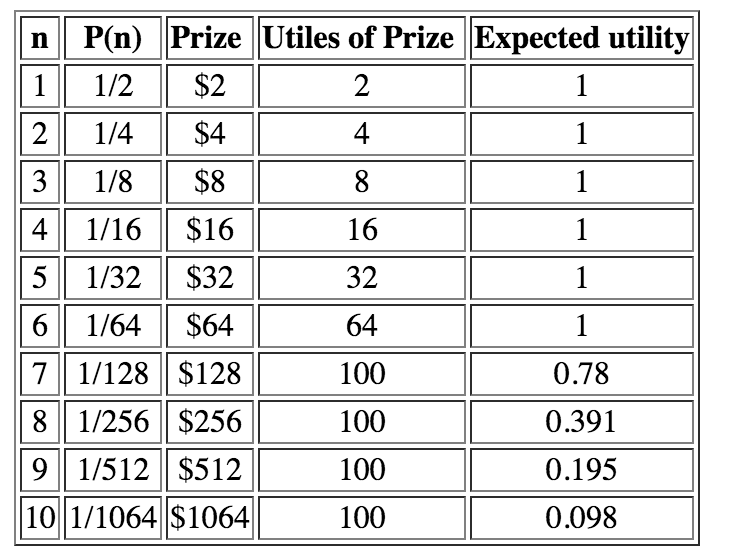 n P(n) Prize Utiles of Prize Expected utility
1 1/2 $2 2 1
2 1/4 $4 4 1
3 1/8 $8 8 1
4 1/16 $16 16 1
5 1/32 $32 32 1
6 1/64 $64 64 1
7 1/128 $128 100 0.78
8 1/256 $256 100 0.391
9 1/512 $512 100 0.195
10 1/1064 $1064 100 0.098